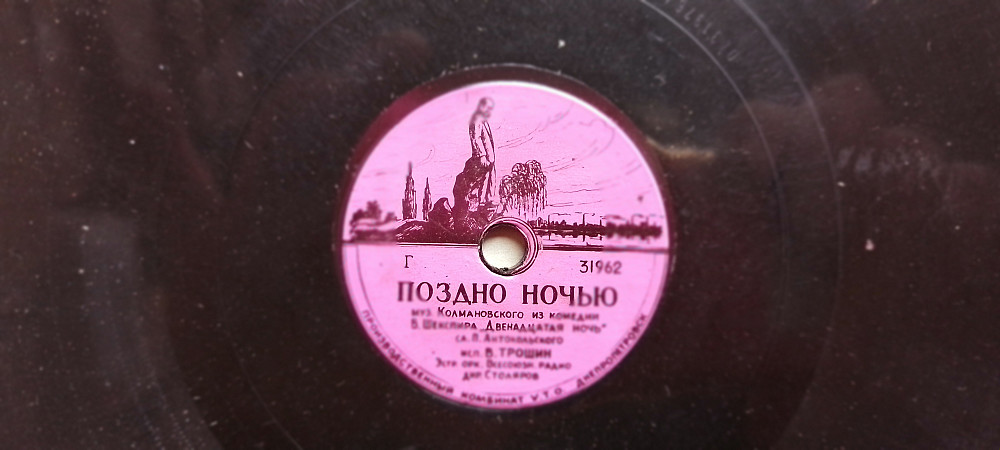 Г
31962
ПОЗДНО НОЧЬЮ
муз. Колмановского из комедии
В. Шекспира „Двенадцатая ночь"
сл. П. Антокольского
исп. В. ТРОШИН
Эстр. орк. Всесоюзн. радио
дир. Столяров
ПРОИЗВОДСТВЕННЫЙ КОМБИНАТ У.Т.О. ДНЕПРОПЕТРОВСК